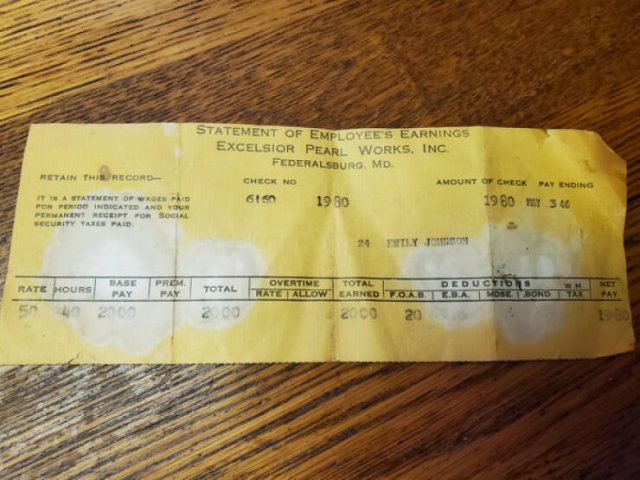 STATEMENT OF EMPLOYEE'S EARNINGS
EXCELSIOR PEARL WORKS, INC.
FEDERALSBURG, MD.
RETAIN THIS RECORD—
CHECK NO
AMOUNT OF CHECK PAY ENDING
IT IS A STATEMENT OF WAGES PAID
FOR PERIOD INDICATED AND YOUR
PERMANENT RECEIPT FOR SOCIAL
SECURITY TAXES PAID.
6160 1980 1980 MAY 3 46
24 EMILY JOHNSON
RATE HOURS BASE PAY PREM. PAY TOTAL OVERTIME RATE ALLOW TOTAL EARNED DEDUCTIONS F.O.A.B. E.B.A. MDSE. BOND W.H. TAX NET PAY
50 40 2000 2000 2000 20 1980